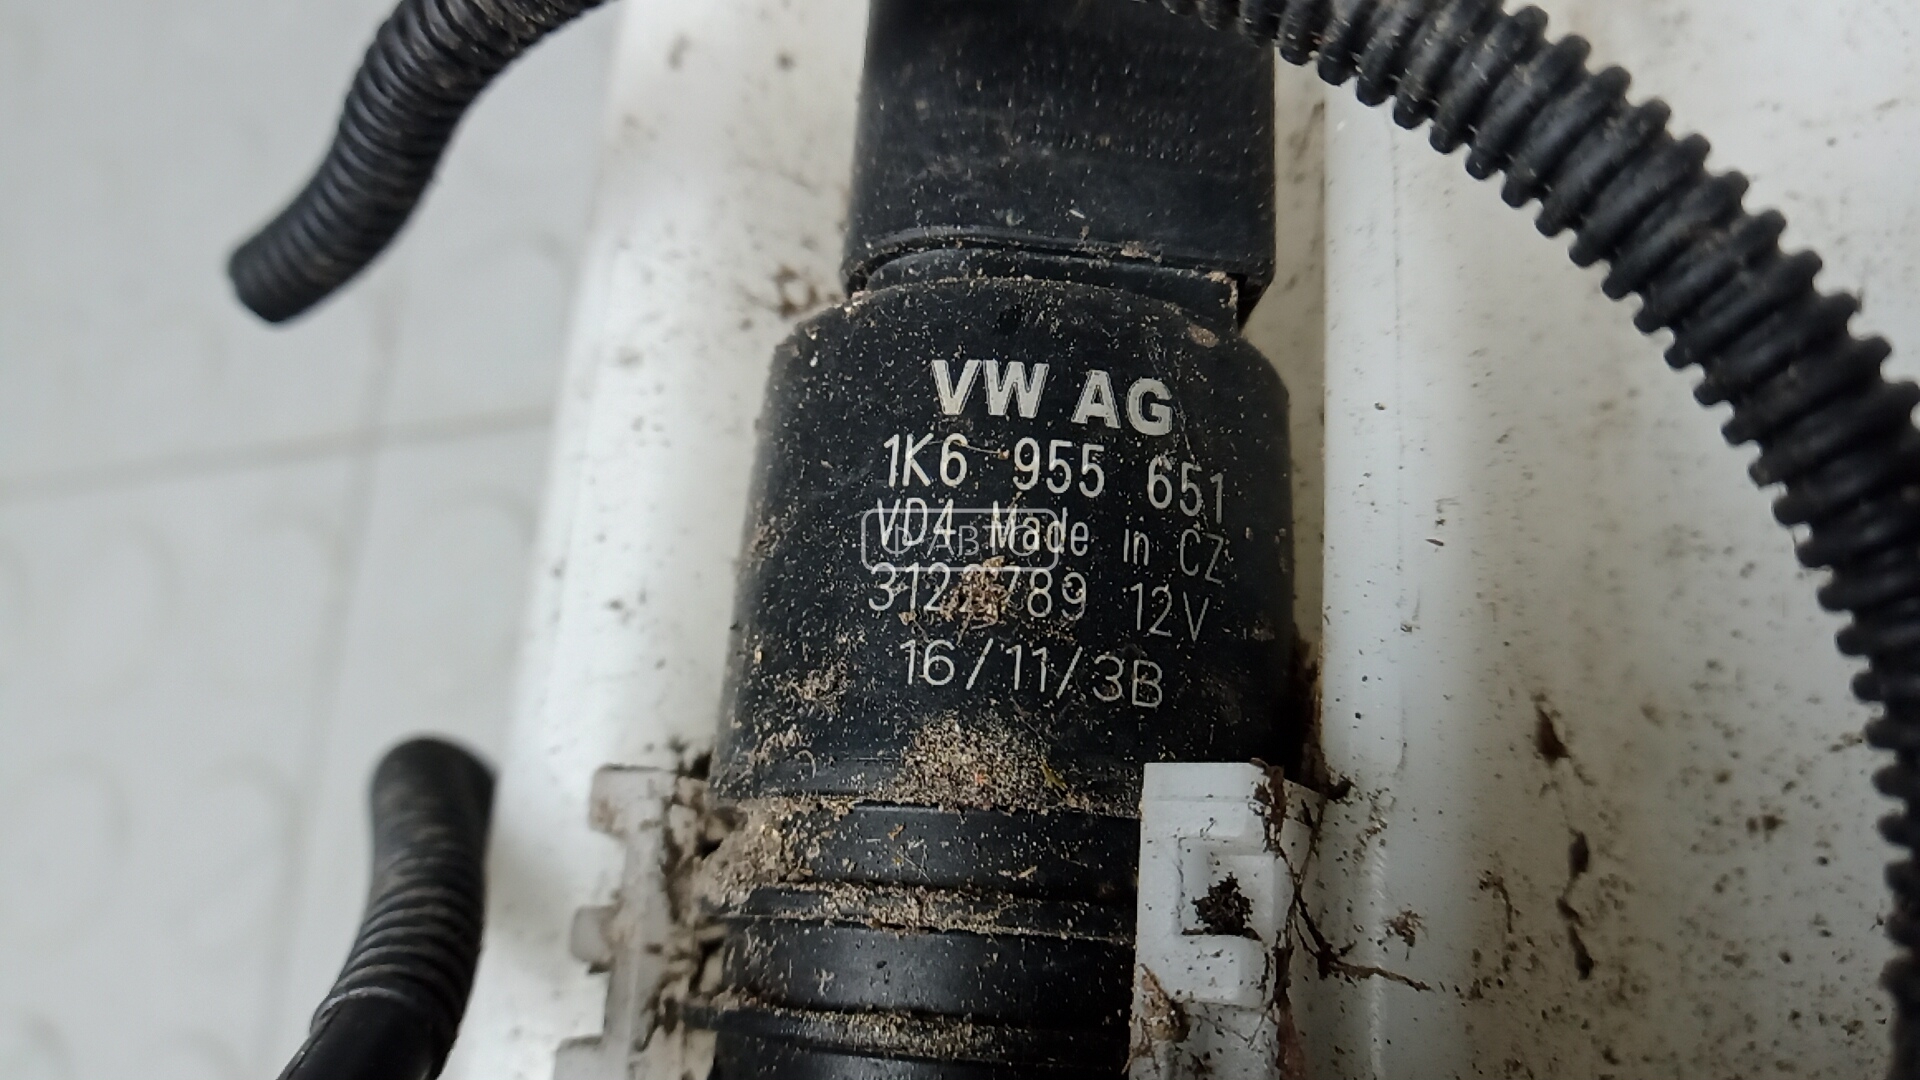 VW AG
1K6 955 651
VD4 Made in CZ
12V
16/11/3B